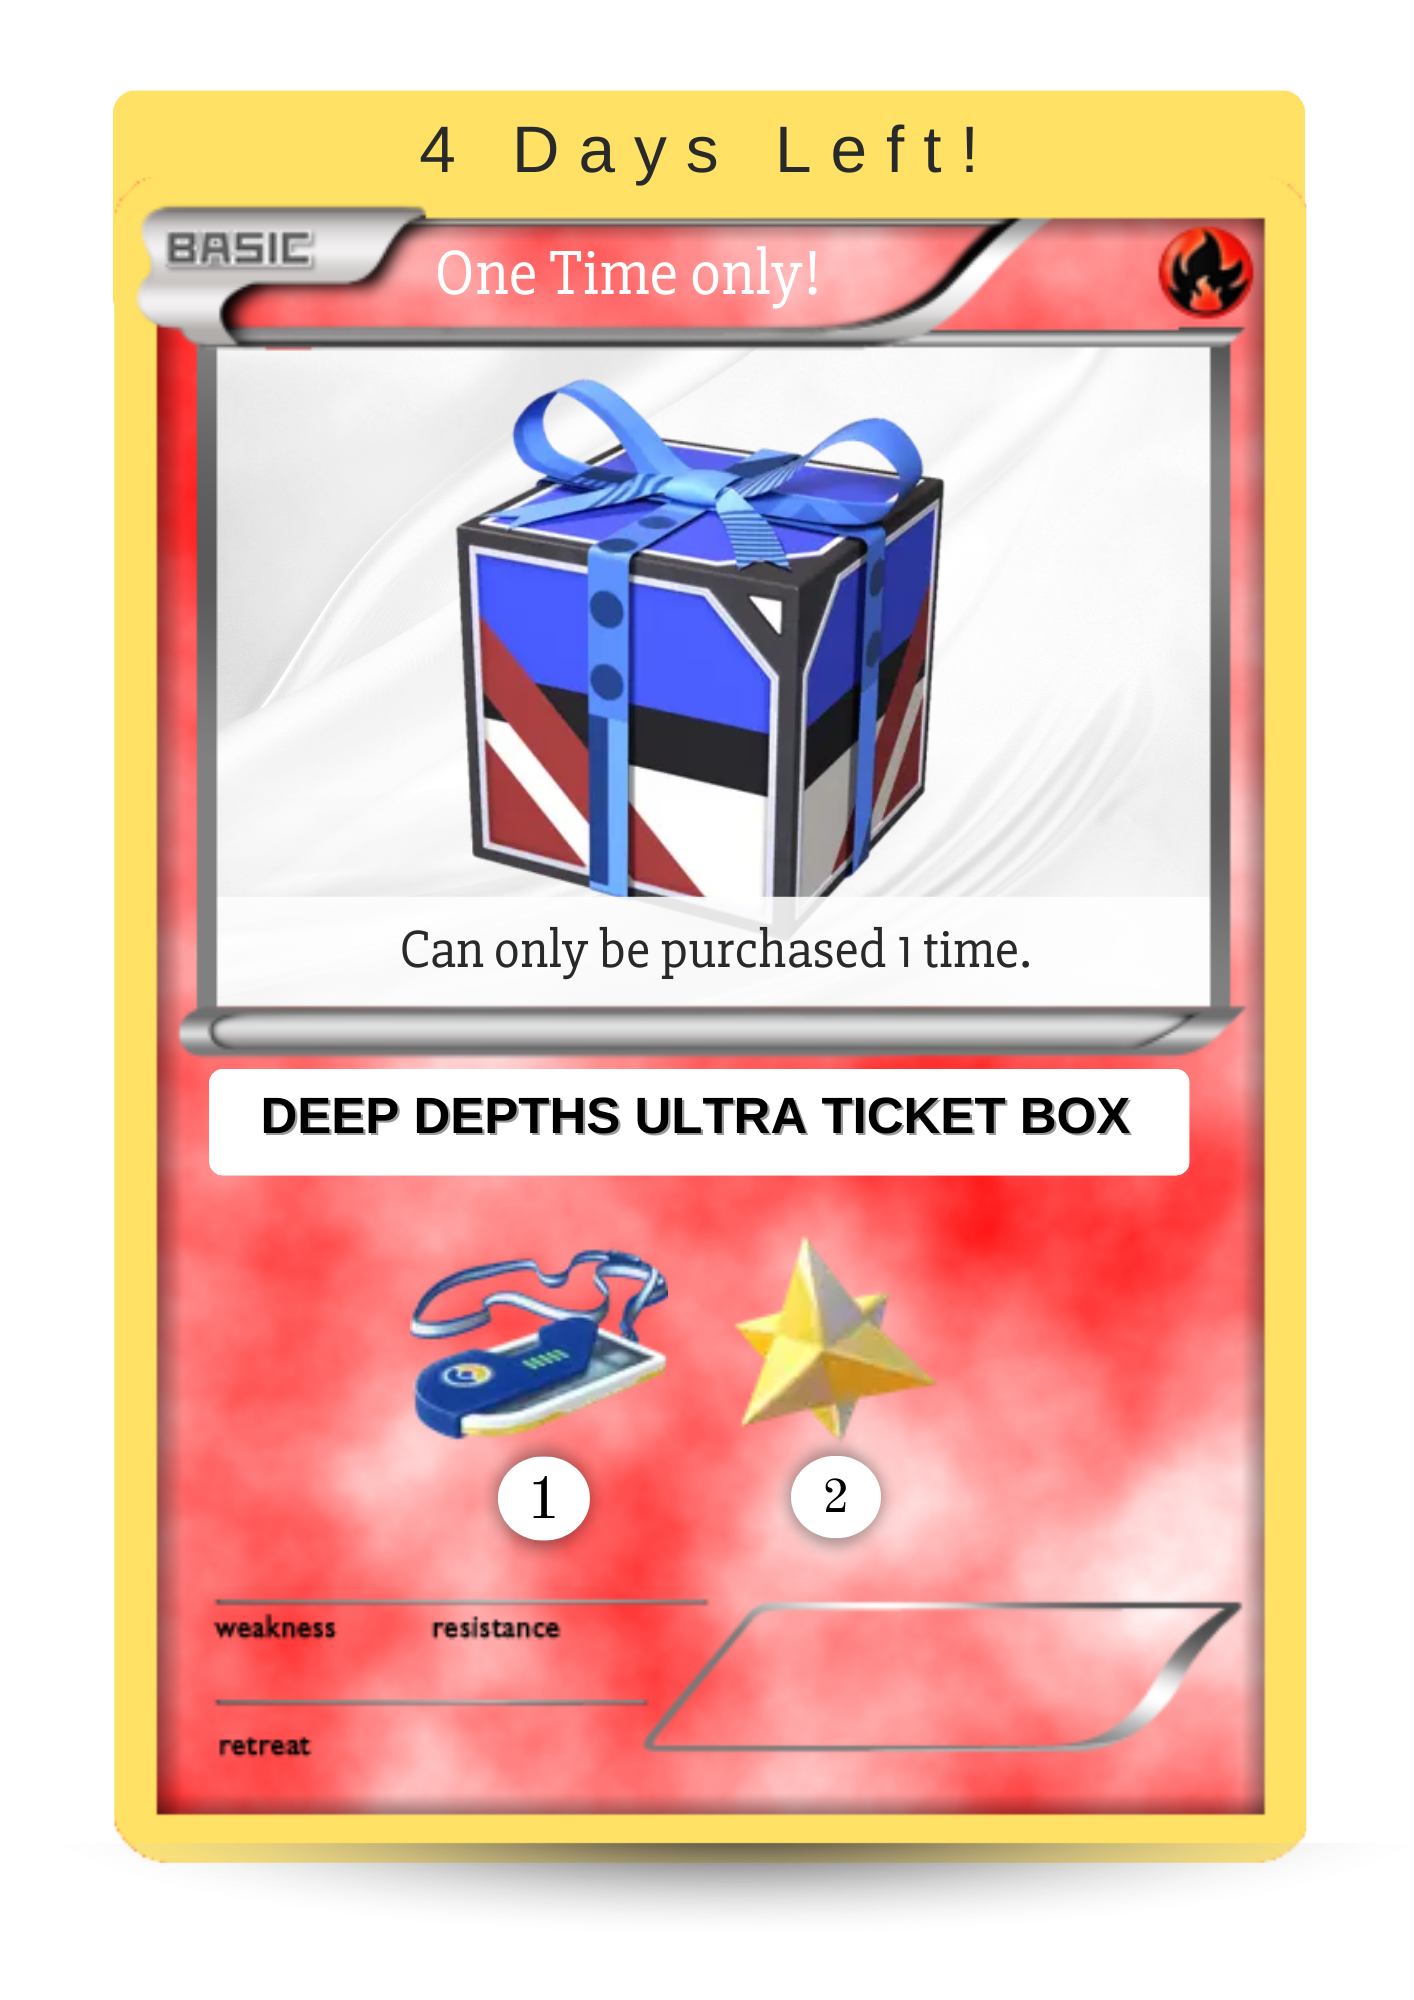 4 Days Left!
BASIC
One Time only!
Can only be purchased 1 time.
DEEP DEPTHS ULTRA TICKET BOX
1
2
weakness resistance
retreat